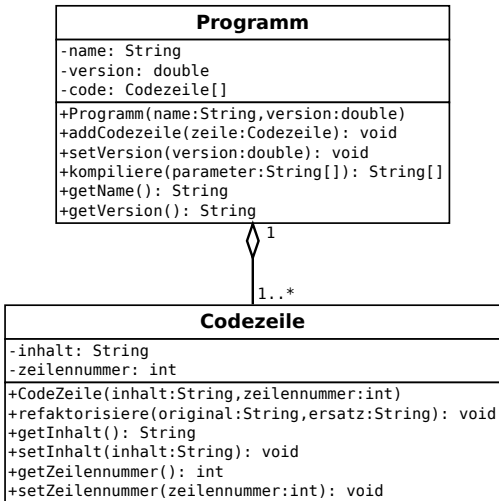 Programm
-name: String
-version: double
-code: Codezeile[]
+Programm(name:String,version:double)
+addCodezeile(zeile:Codezeile): void
+setVersion(version:double): void
+kompiliere(parameter:String[]): String[]
+getName(): String
+getVersion(): String
1
1..*
Codezeile
-inhalt: String
-zeilennummer: int
+CodeZeile(inhalt:String,zeilennummer:int)
+refaktorisiere(original:String,ersatz:String): void
+getInhalt(): String
+setInhalt(inhalt:String): void
+getZeilennummer(): int
+setZeilennummer(zeilennummer:int): void